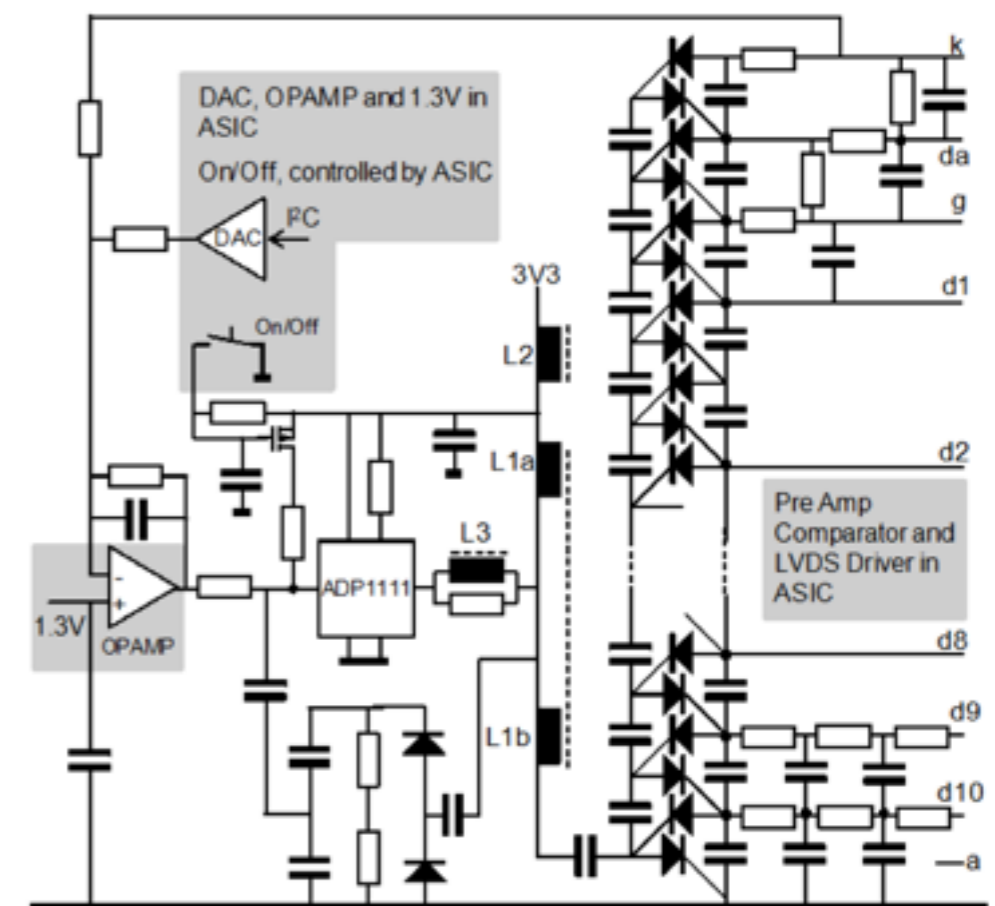 k
DAC, OPAMP and 1.3V in
ASIC
da
On/Off, controlled by ASIC
g
DAC
I²C
3V3
d1
On/Off
L2
L1a
d2
Pre Amp
Comparator and
LVDS Driver in
ASIC
L3
ADP1111
-
+
1.3V
OPAMP
d8
L1b
d9
d10
a